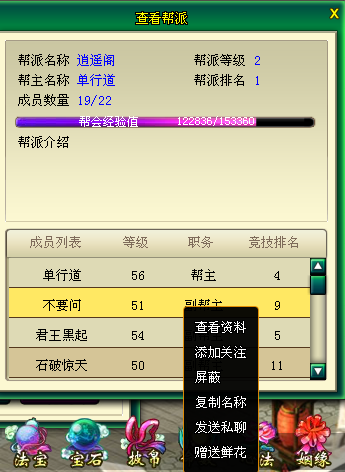 查看帮派
X
帮派名称 逍遥阁 帮派等级 2
帮主名称 单行道 帮派排名 1
成员数量 19/22
帮会经验值 122836/153360
帮派介绍
成员列表 等级 职务 竞技排名
单行道 56 帮主 4
不要问 51 副帮主 9
君王黑起 54 5
石破惊天 50 11
查看资料
添加关注
屏蔽
复制名称
发送私聊
赠送鲜花
法宝 宝石 披帛 法 姻缘